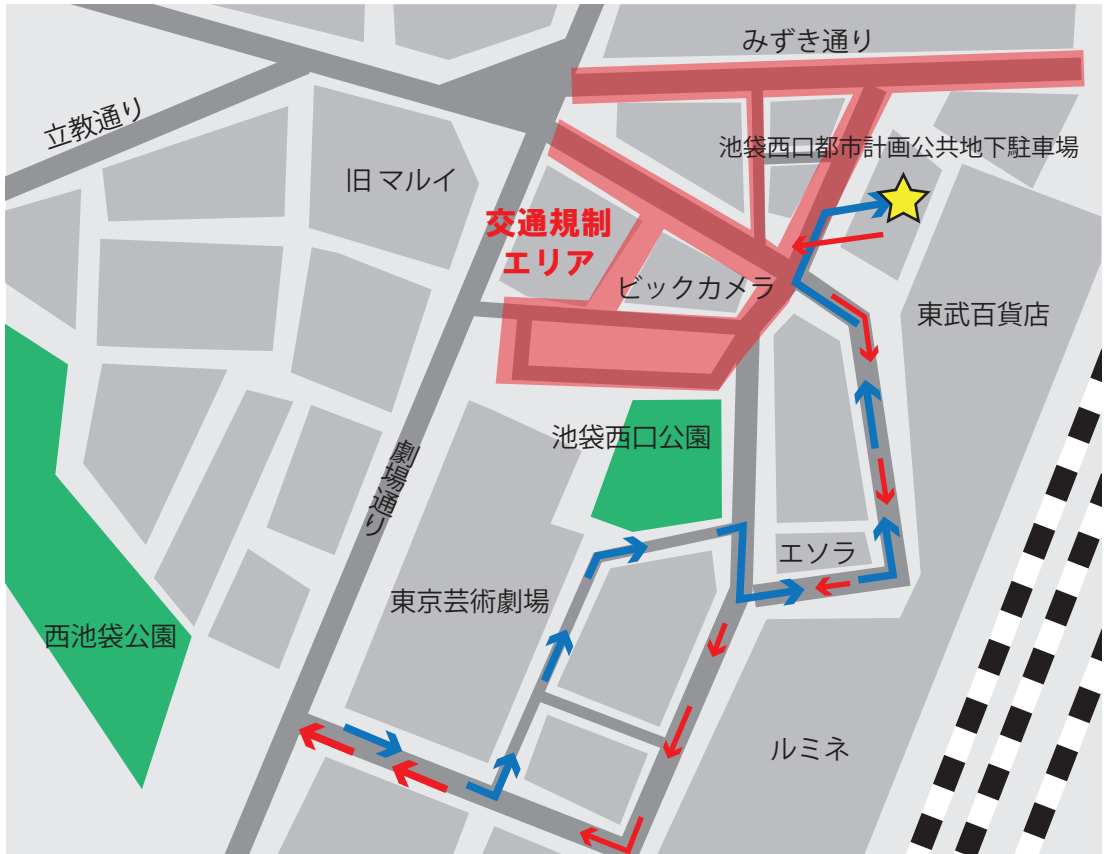 みずき通り
立教通り
池袋西口都市計画公共地下駐車場
旧 マルイ
交通規制
エリア
ビックカメラ
東武百貨店
池袋西口公園
劇場通り
エソラ
東京芸術劇場
西池袋公園
ルミネ